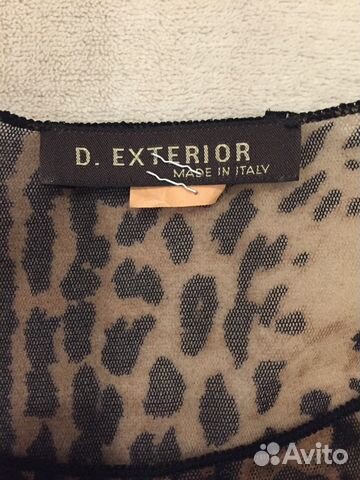 D. EXTERIOR
MADE IN ITALY
Avito